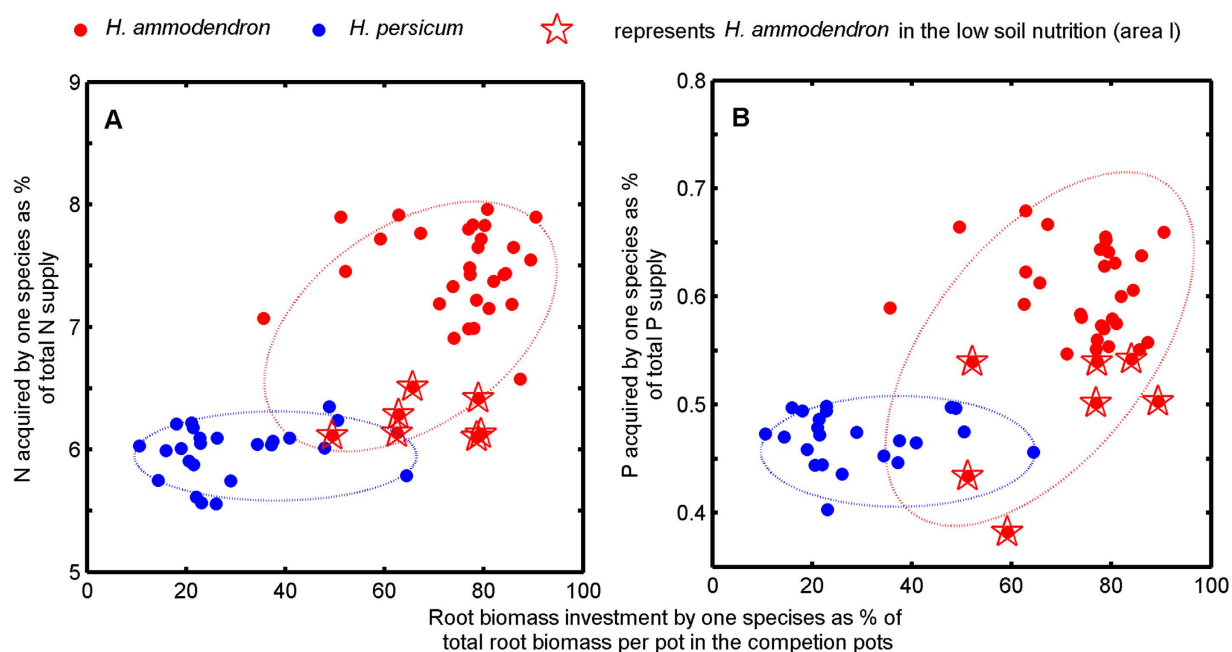 H. ammodendron H. persicum represents H. ammodendron in the low soil nutrition (area I)
A
N acquired by one species as %
of total N supply
9
8
7
6
5
0 20 40 60 80 100
B
P acquired by one species as %
of total P supply
0.8
0.7
0.6
0.5
0.4
0 20 40 60 80 100
Root biomass investment by one specises as % of
total root biomass per pot in the competion pots